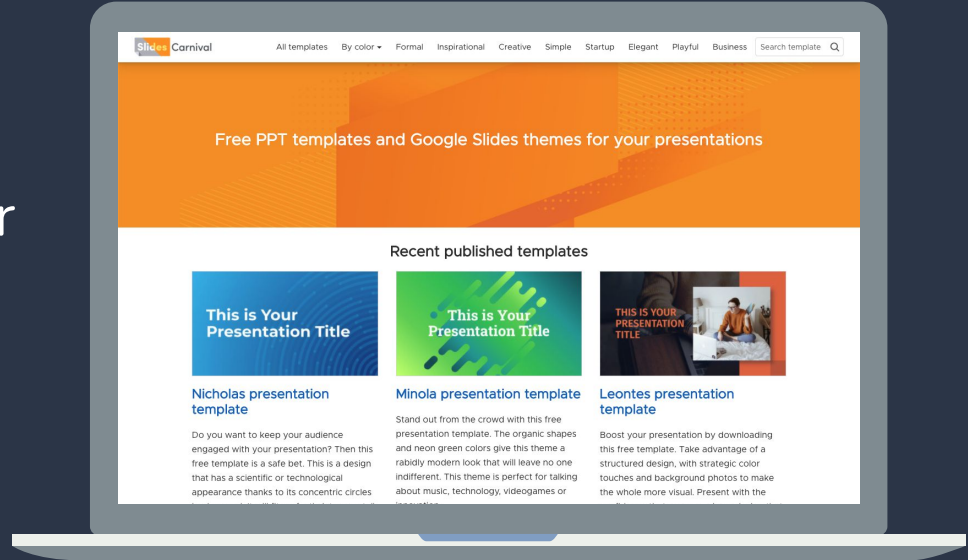 r
Slides Carnival
All templates By color Formal Inspirational Creative Simple Startup Elegant Playful Business Search template
Free PPT templates and Google Slides themes for your presentations
Recent published templates
This is Your
Presentation Title
Nicholas presentation
template
Do you want to keep your audience
engaged with your presentation? Then this
free template is a safe bet. This is a design
that has a scientific or technological
appearance thanks to its concentric circles
This is Your
Presentation Title
Minola presentation template
Stand out from the crowd with this free
presentation template. The organic shapes
and neon green colors give this theme a
rabidly modern look that will leave no one
indifferent. This theme is perfect for talking
about music, technology, videogames or
THIS IS YOUR
PRESENTATION
TITLE
Leontes presentation
template
Boost your presentation by downloading
this free template. Take advantage of a
structured design, with strategic color
touches and background photos to make
the whole more visual. Present with the